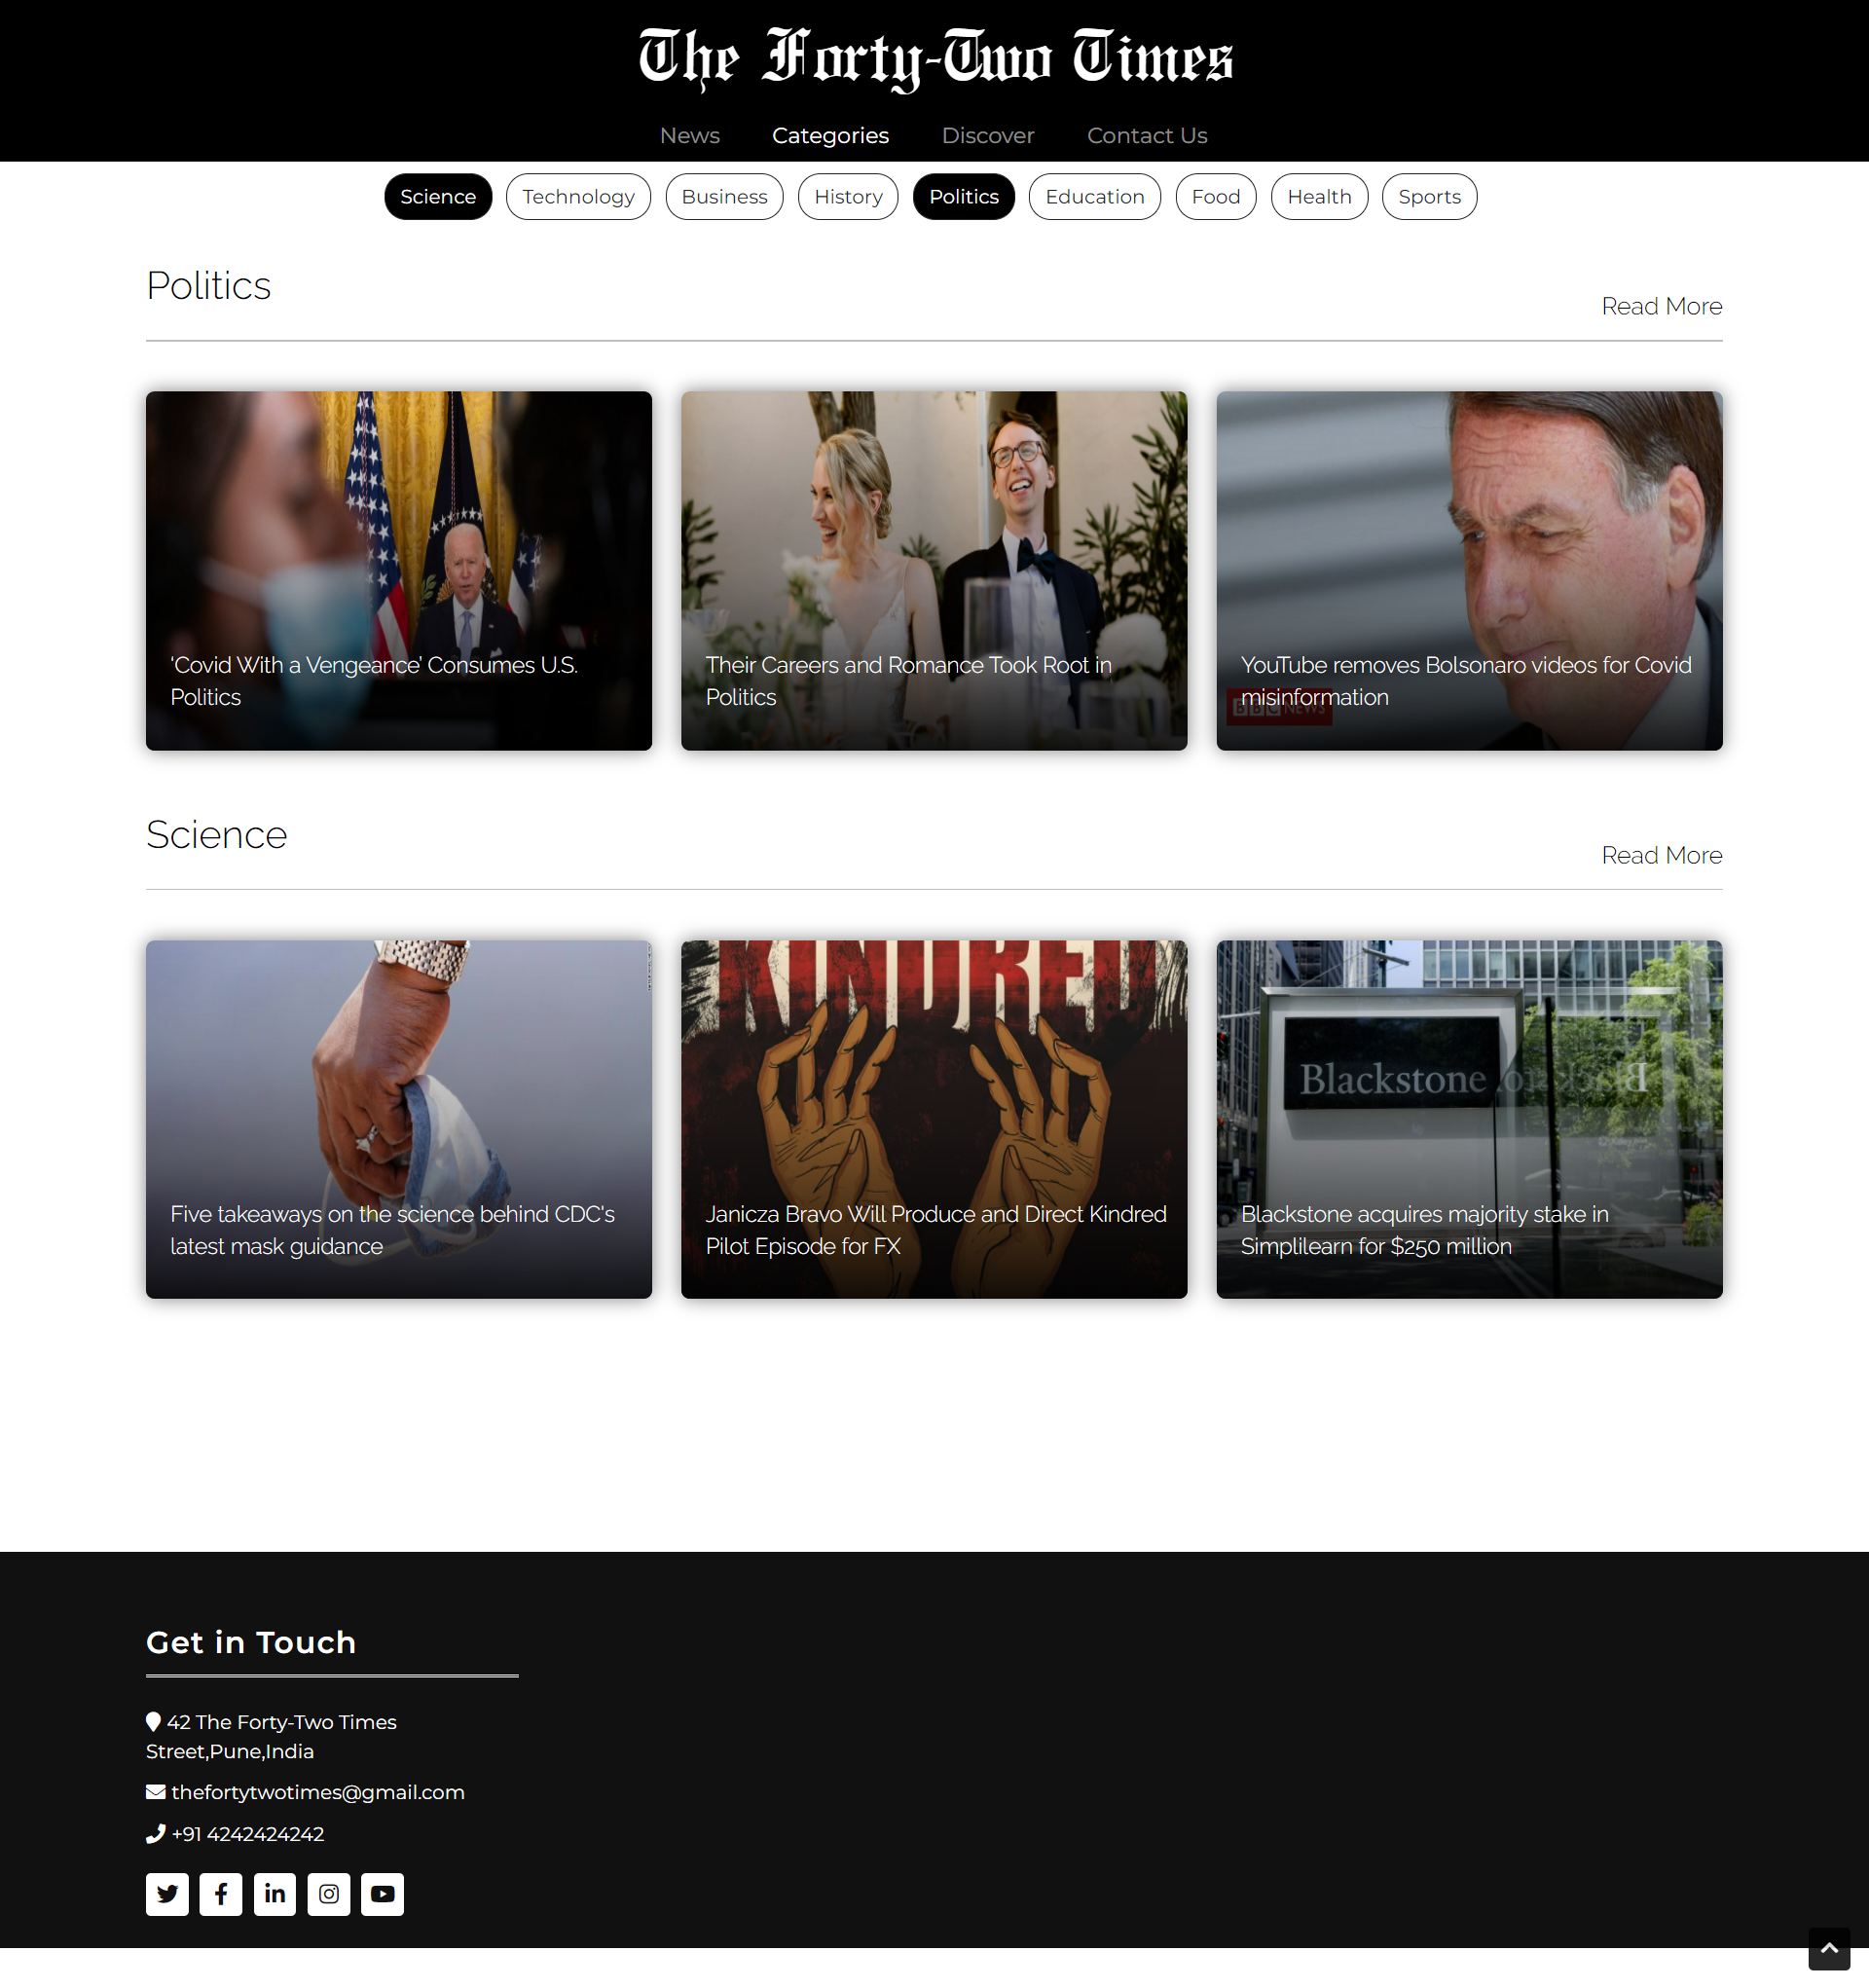 The Forty-Two Times
News Categories Discover Contact Us
Science Technology Business History Politics Education Food Health Sports
Politics
Read More
‘Covid With a Vengeance’ Consumes U.S.
Politics
Their Careers and Romance Took Root in
Politics
YouTube removes Bolsonaro videos for Covid
misinformation
BBC NEWS
Science
Read More
KINDRED
Blackstone
Five takeaways on the science behind CDC's
latest mask guidance
Janicza Bravo Will Produce and Direct Kindred
Pilot Episode for FX
Blackstone acquires majority stake in
Simplilearn for $250 million
Get in Touch
42 The Forty-Two Times
Street,Pune,India
thefortytwotimes@gmail.com
+91 4242424242